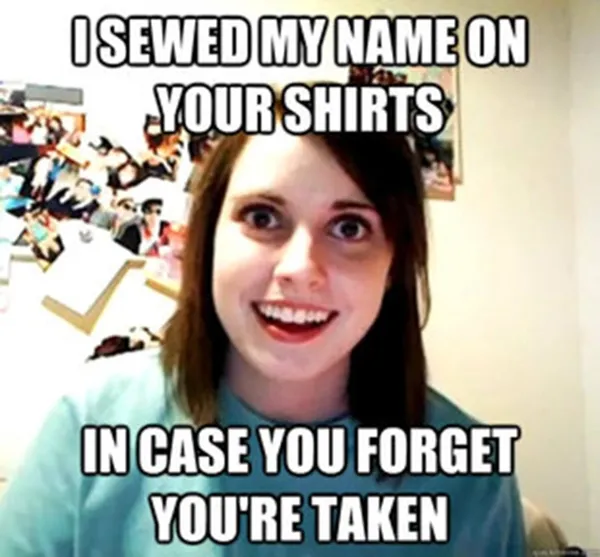 I SEWED MY NAME ON
YOUR SHIRTS
IN CASE YOU FORGET
YOU'RE TAKEN